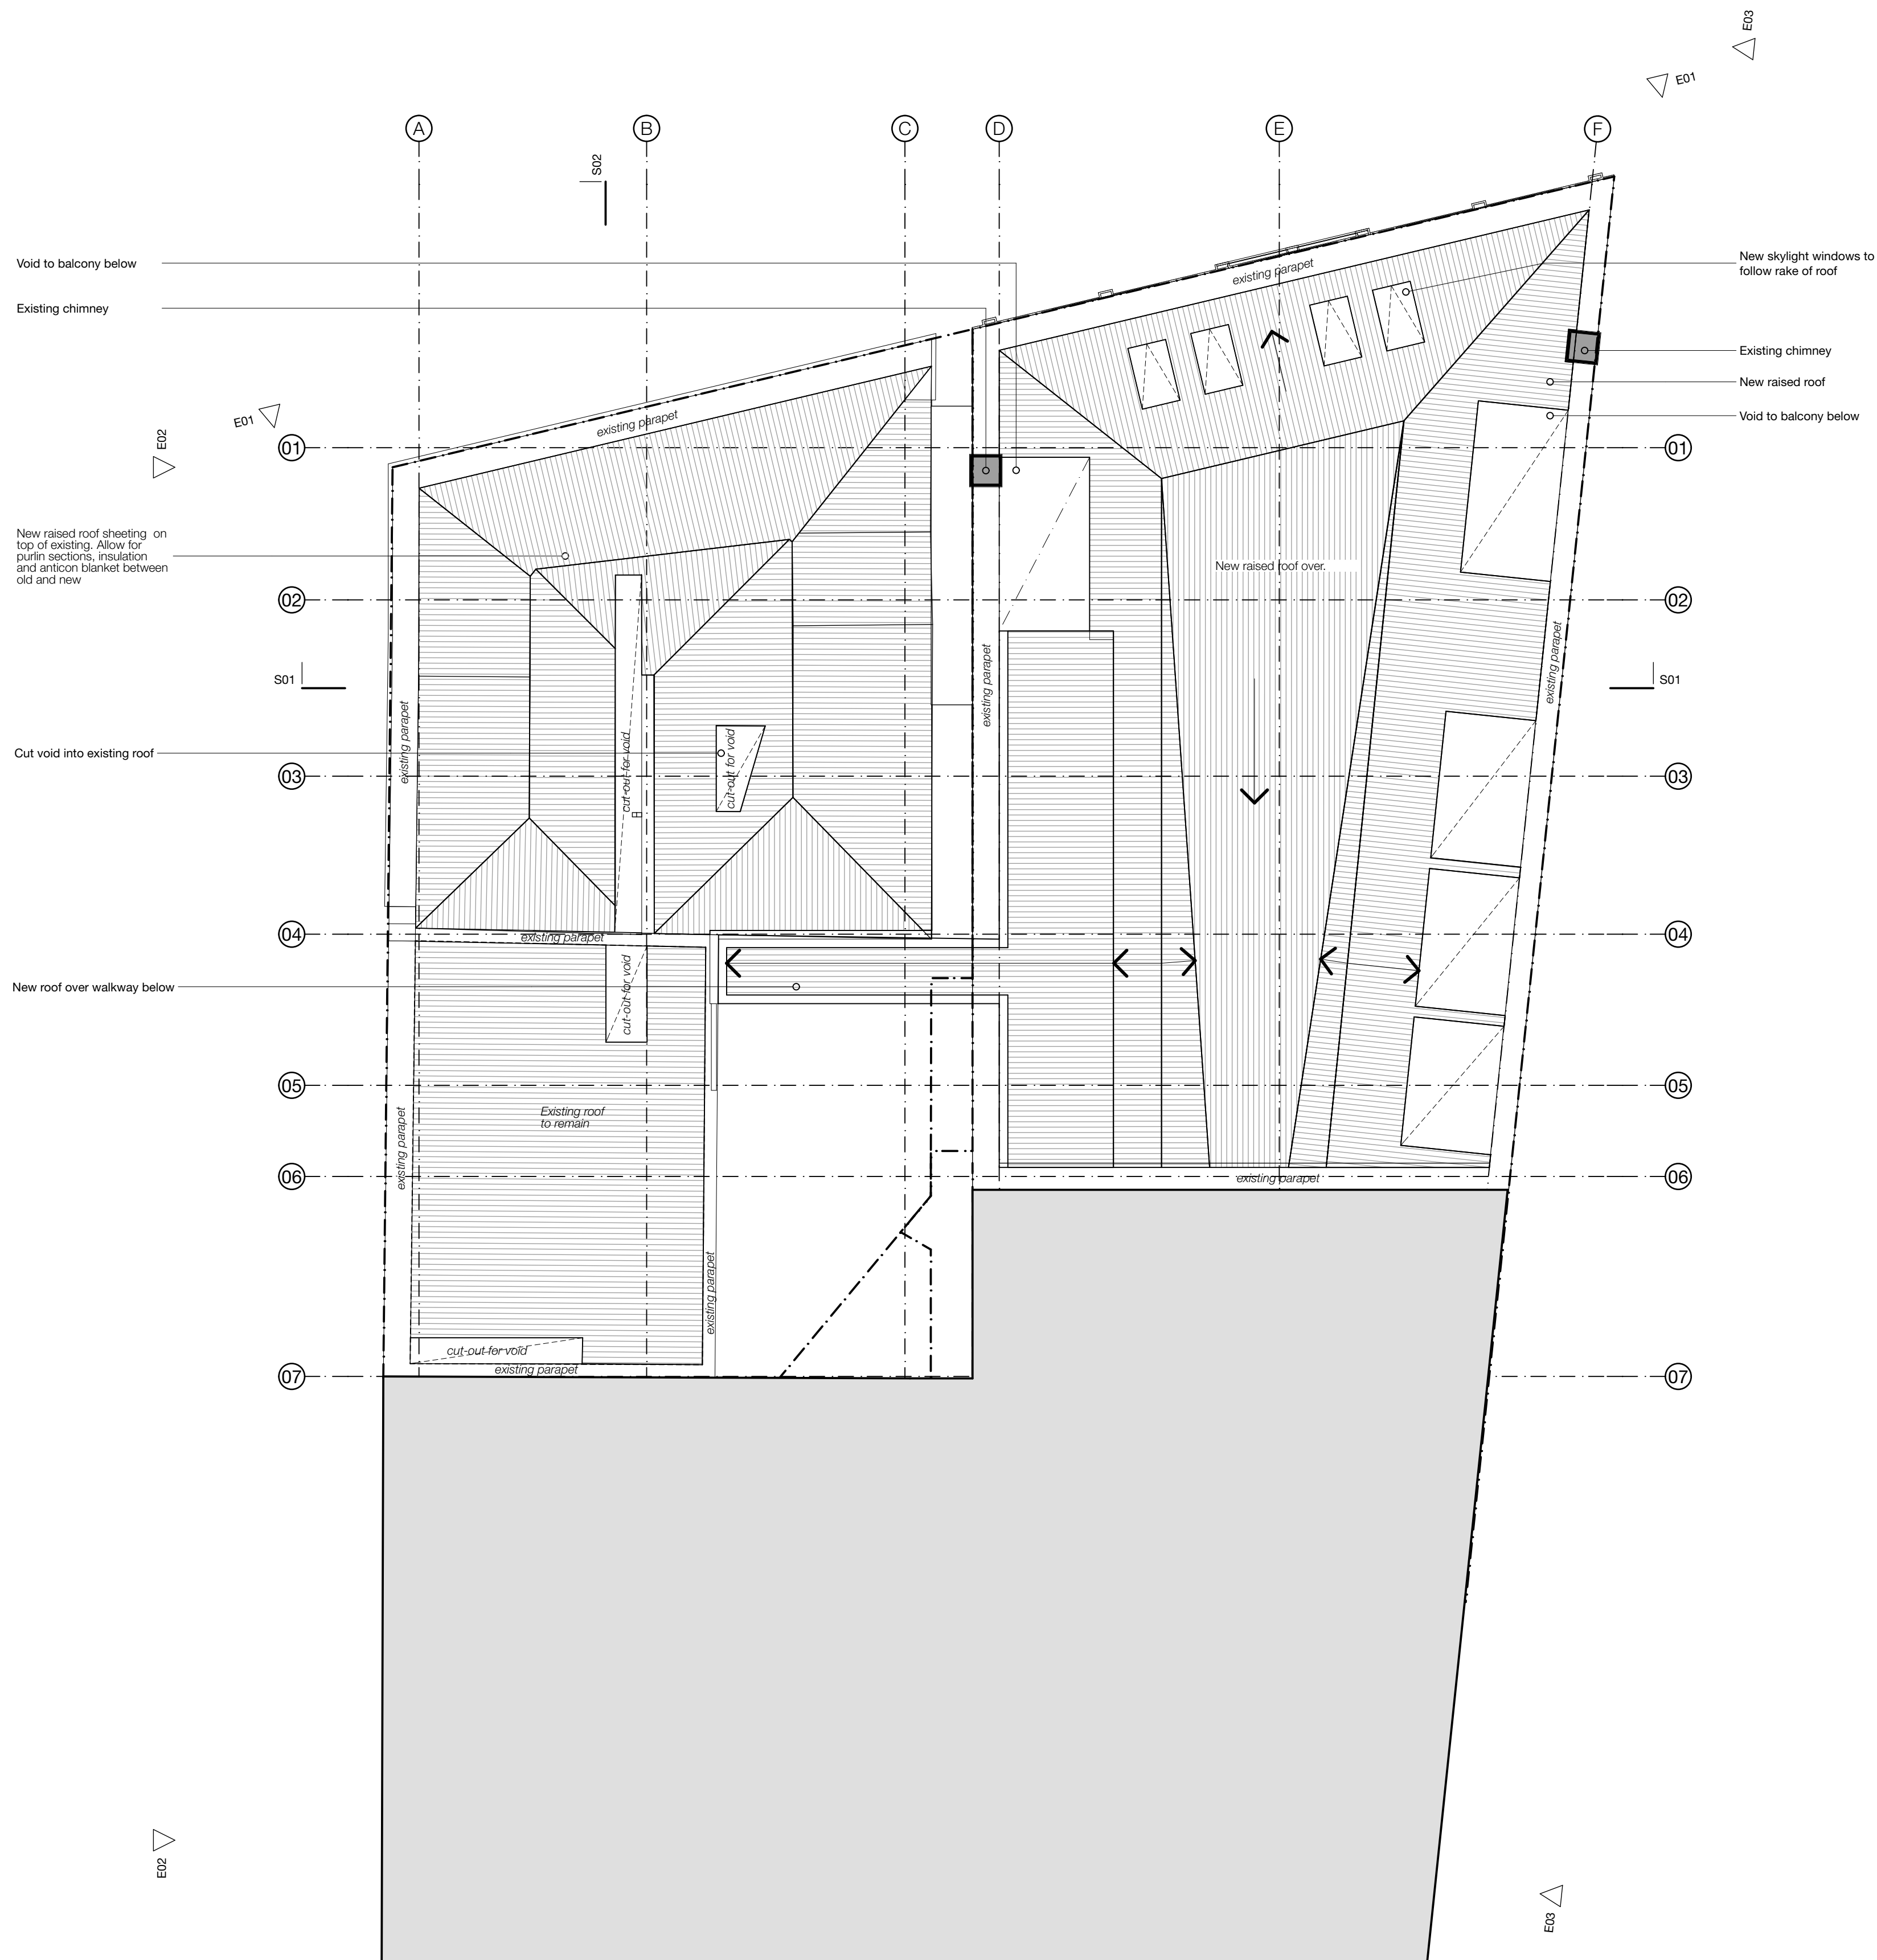 E03
E01
A
B
C
D
E
F
S02
Void to balcony below
New skylight windows to
follow rake of roof
existing parapet
Existing chimney
Existing chimney
New raised roof
Void to balcony below
E01
existing parapet
E02
01
01
New raised roof sheeting on
top of existing. Allow for
purlin sections, insulation
and anticon blanket between
old and new
New raised roof over.
02
02
existing parapet
existing parapet
S01
S01
existing parapet
Cut void into existing roof
cut-out for void
cut-out for void
03
03
04
existing parapet
04
New roof over walkway below
cut-out for void
05
05
Existing roof
to remain
existing parapet
06
existing parapet
06
existing parapet
cut-out for void
existing parapet
07
07
E02
E03